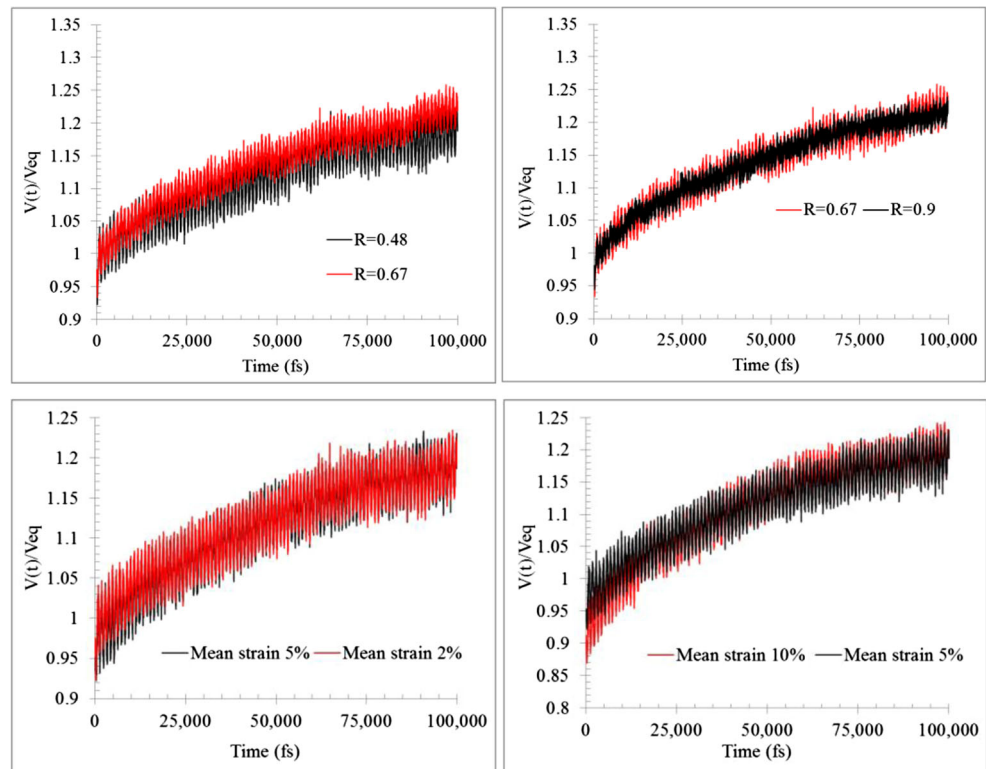 1.35
1.3
1.25
1.2
1.15
1.1
1.05
1
0.95
0.9
V(t)/Veq
R=0.48
R=0.67
0 25,000 50,000 75,000 100,000
Time (fs)
1.35
1.3
1.25
1.2
1.15
1.1
1.05
1
0.95
0.9
V(t)/Veq
R=0.67 R=0.9
0 25,000 50,000 75,000 100,000
Time (fs)
1.25
1.2
1.15
1.1
1.05
1
0.95
0.9
V(t)/Veq
Mean strain 5% Mean strain 2%
0 25,000 50,000 75,000 100,000
Time (fs)
1.25
1.2
1.15
1.1
1.05
1
0.95
0.9
0.85
0.8
V(t)/Veq
Mean strain 10% Mean strain 5%
0 25,000 50,000 75,000 100,000
Time (fs)